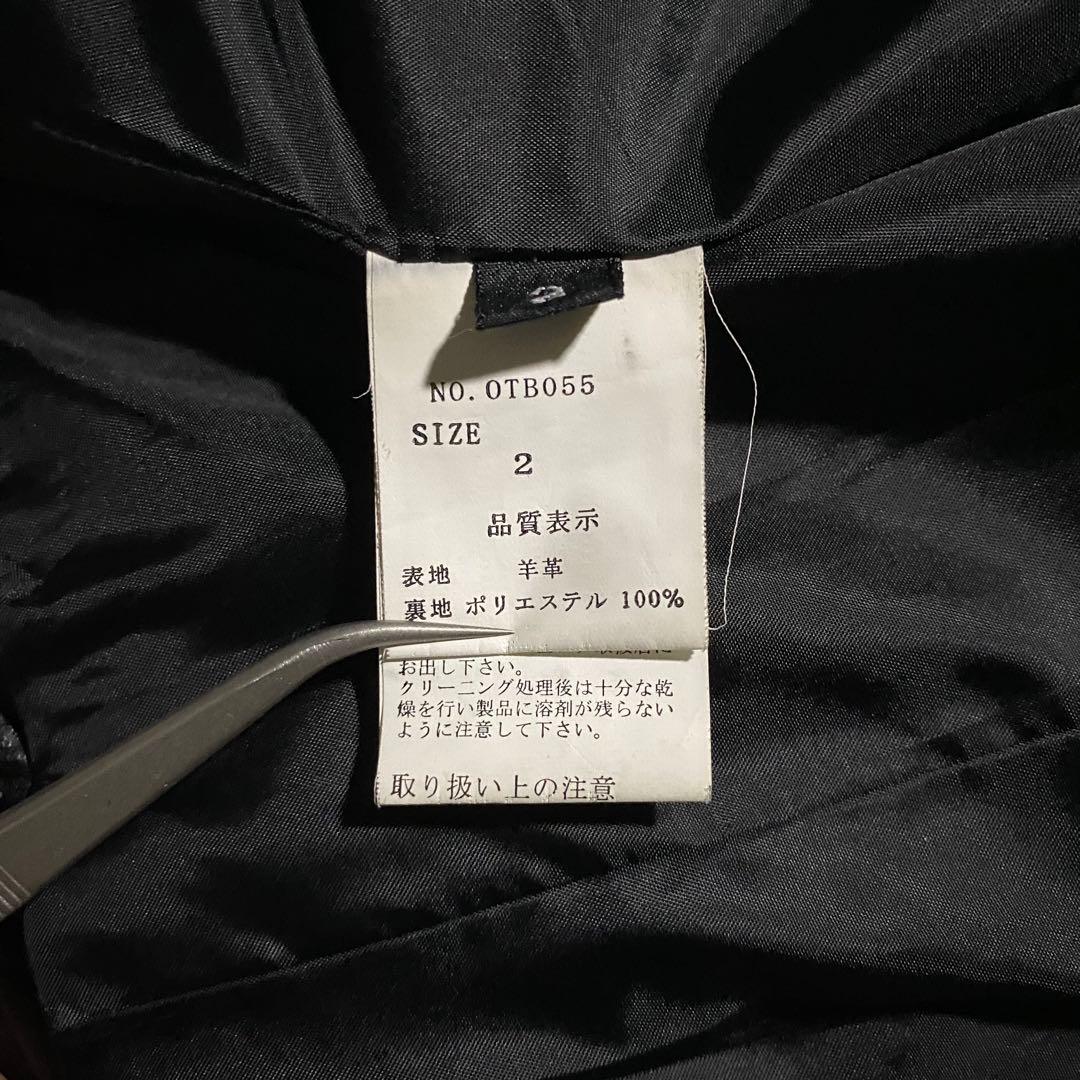 NO. OTB055
SIZE
2
品質表示
表地 羊革
裏地 ポリエステル 100%
お出し下さい。
クリーニング処理後は十分な乾
燥を行い製品に溶剤が残らない
ように注意して下さい。
取り扱い上の注意